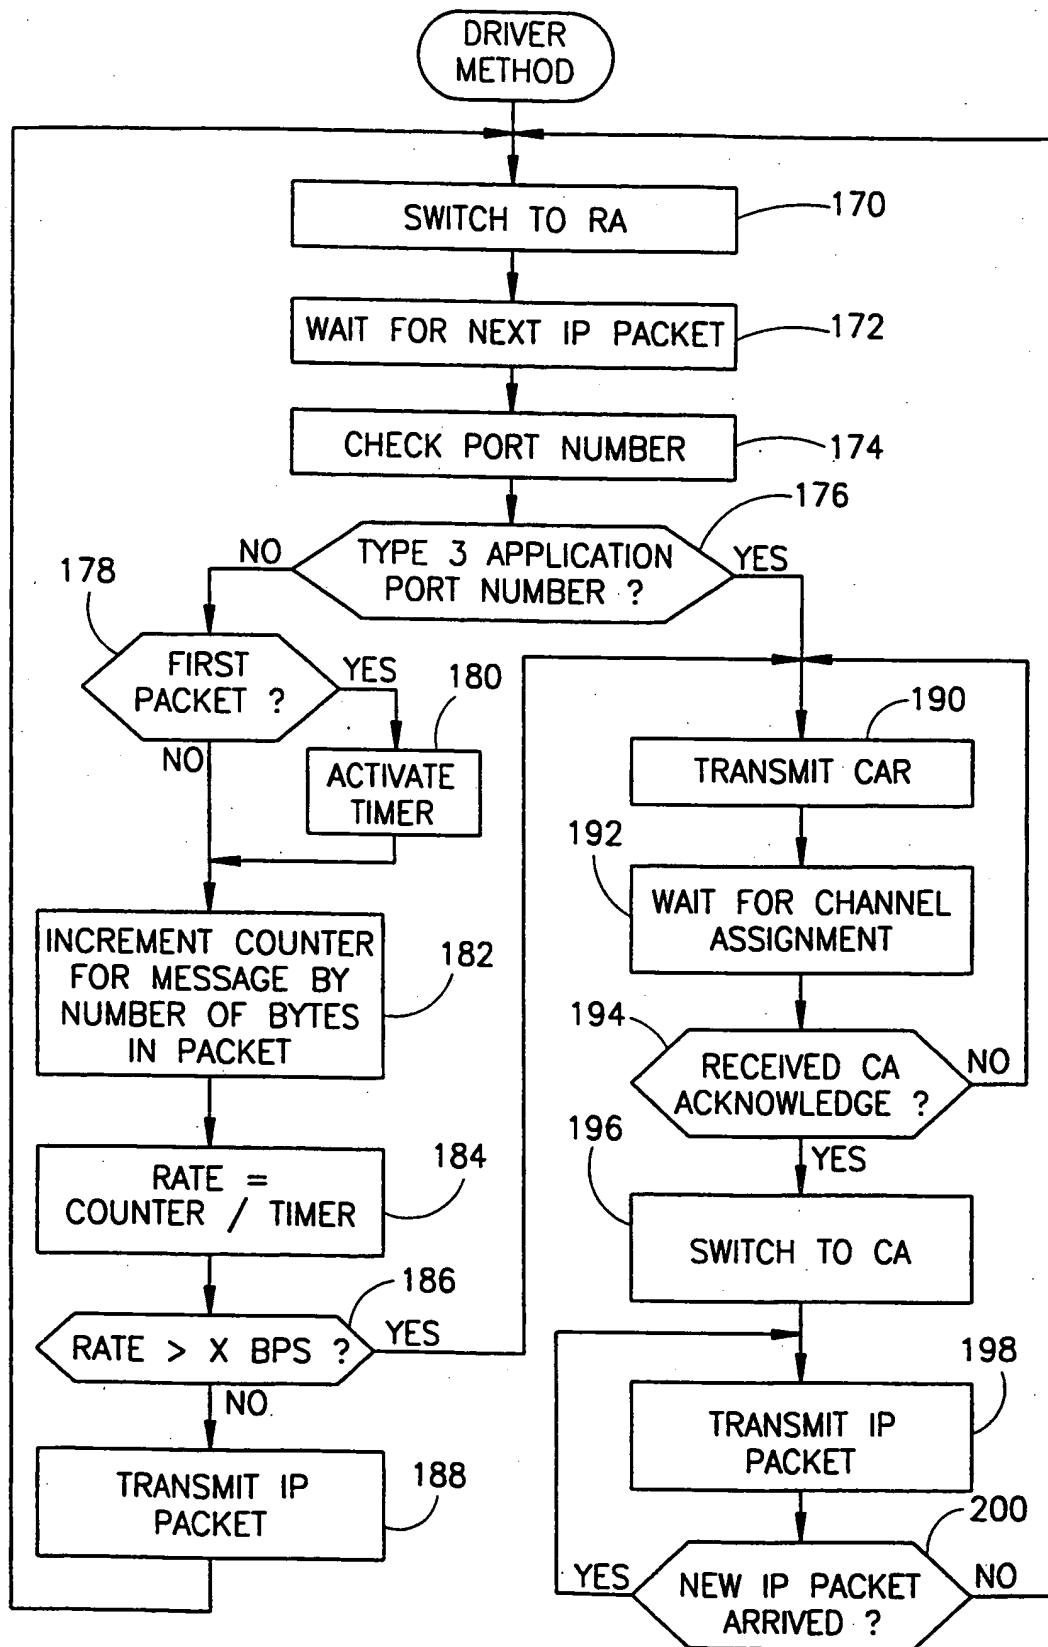 DRIVER
METHOD
SWITCH TO RA
170
WAIT FOR NEXT IP PACKET
172
CHECK PORT NUMBER
174
176
TYPE 3 APPLICATION
PORT NUMBER ?
NO
YES
178
FIRST
PACKET ?
YES
NO
180
ACTIVATE
TIMER
INCREMENT COUNTER
FOR MESSAGE BY
NUMBER OF BYTES
IN PACKET
182
RATE =
COUNTER / TIMER
184
186
RATE > X BPS ?
YES
NO
TRANSMIT IP
PACKET
188
190
TRANSMIT CAR
192
WAIT FOR CHANNEL
ASSIGNMENT
194
RECEIVED CA
ACKNOWLEDGE ?
NO
YES
196
SWITCH TO CA
198
TRANSMIT IP
PACKET
200
NEW IP PACKET
ARRIVED ?
YES
NO